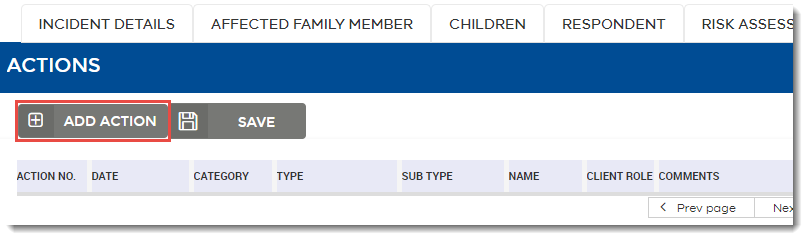 INCIDENT DETAILS AFFECTED FAMILY MEMBER CHILDREN RESPONDENT RISK ASSESS
ACTIONS
ADD ACTION SAVE
ACTION NO. DATE CATEGORY TYPE SUB TYPE NAME CLIENT ROLE COMMENTS
Prev page Nex